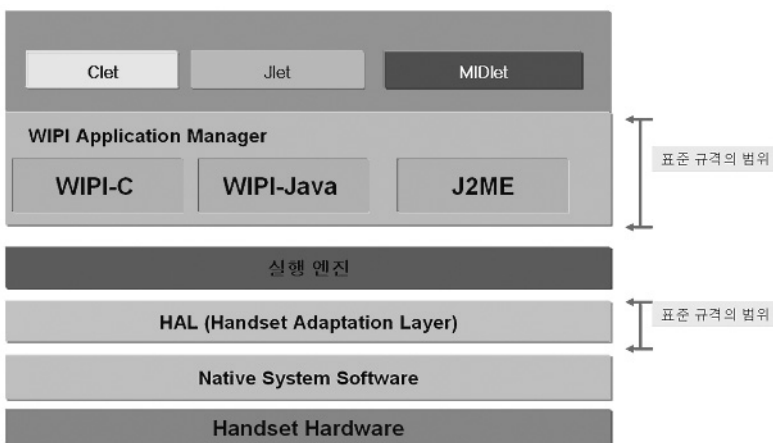 Clet Jlet MIDlet
WIPI Application Manager
WIPI-C WIPI-Java J2ME
표준 규격의 범위
실행 엔진
HAL (Handset Adaptation Layer)
표준 규격의 범위
Native System Software
Handset Hardware